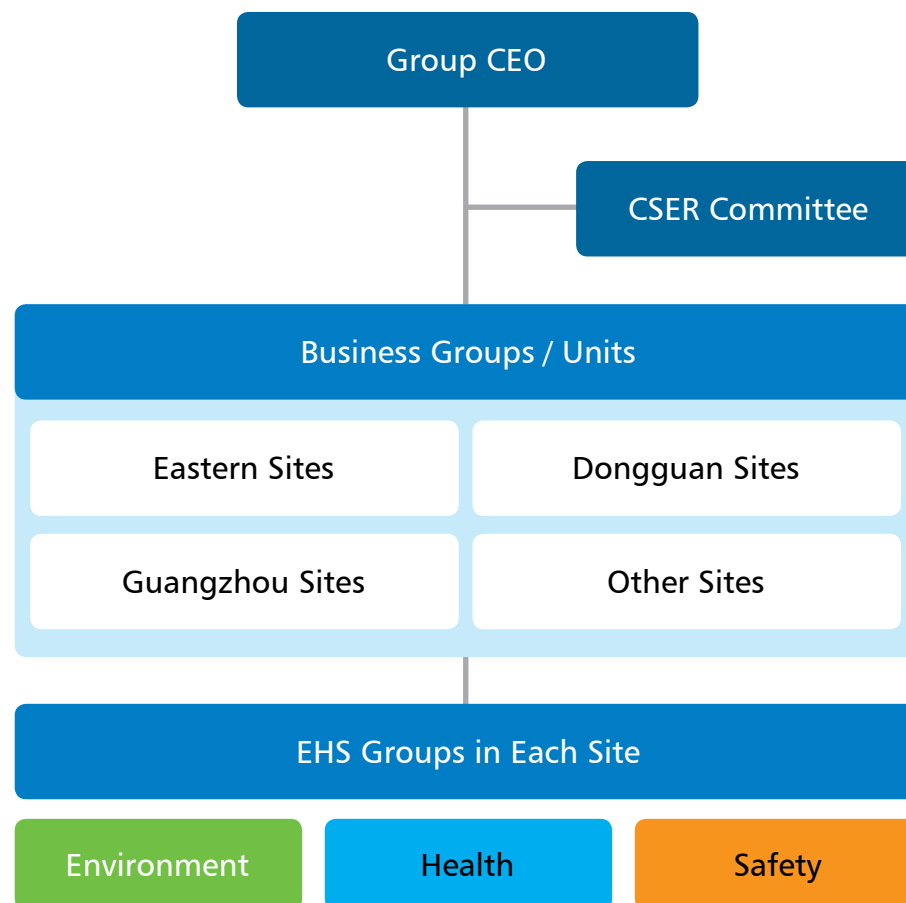 Group CEO
CSER Committee
Business Groups / Units
Eastern Sites
Dongguan Sites
Guangzhou Sites
Other Sites
EHS Groups in Each Site
Environment
Health
Safety